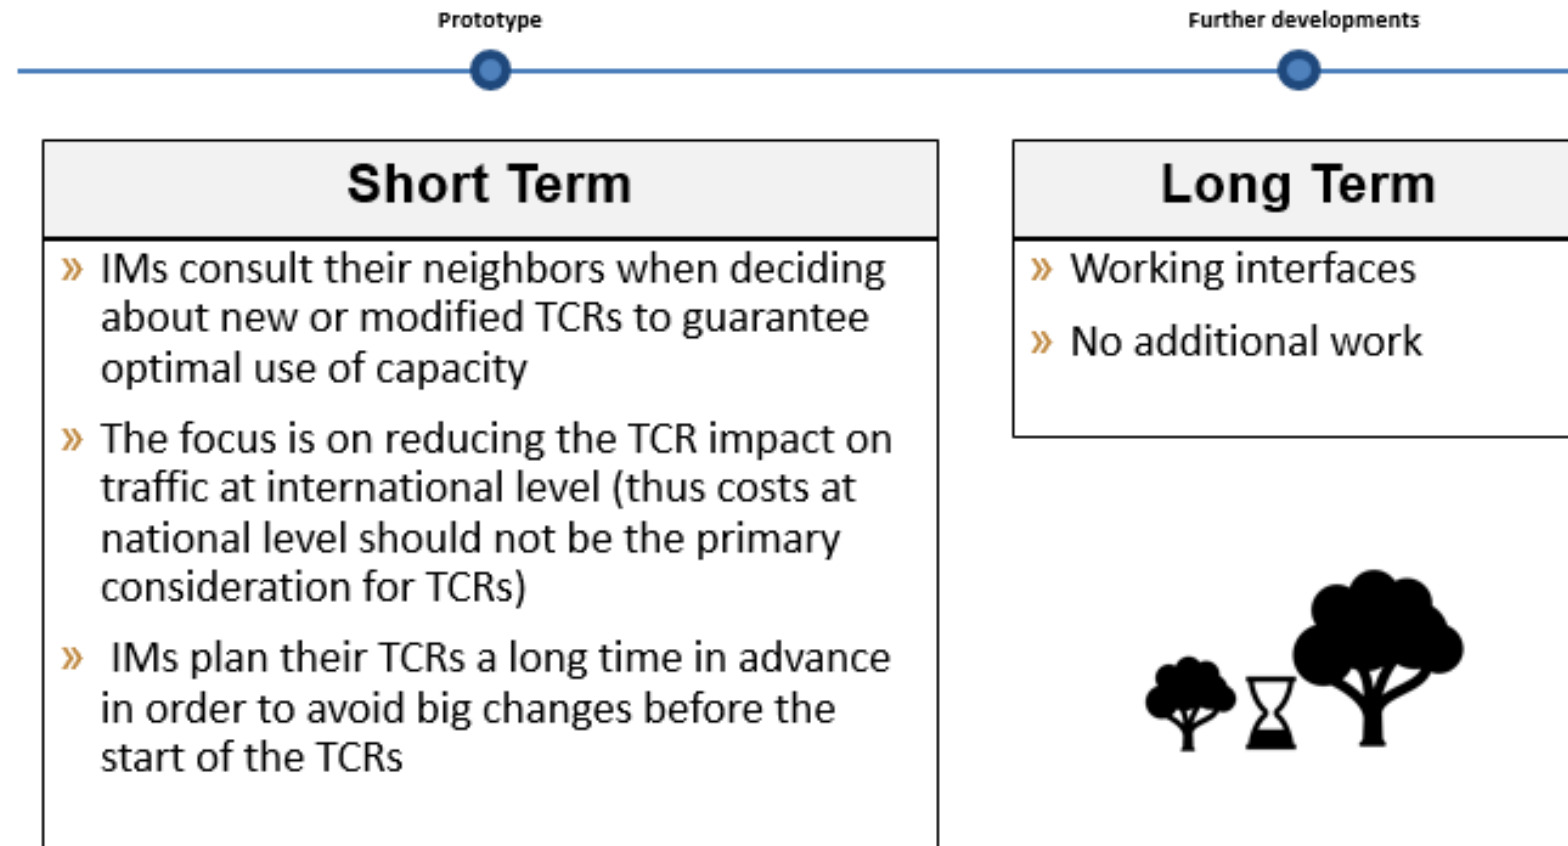 Prototype
Further developments
Short Term
» IMs consult their neighbors when deciding
about new or modified TCRs to guarantee
optimal use of capacity
» The focus is on reducing the TCR impact on
traffic at international level (thus costs at
national level should not be the primary
consideration for TCRs)
» IMs plan their TCRs a long time in advance
in order to avoid big changes before the
start of the TCRs
Long Term
» Working interfaces
» No additional work